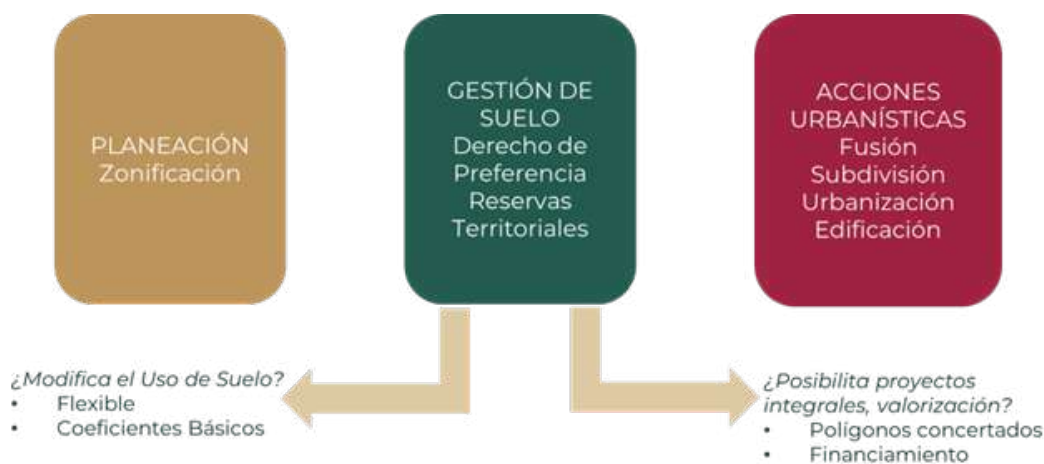 PLANEACIÓN
Zonificación
GESTIÓN DE
SUELO
Derecho de
Preferencia
Reservas
Territoriales
ACCIONES
URBANÍSTICAS
Fusión
Subdivisión
Urbanización
Edificación
¿Modifica el Uso de Suelo?
• Flexible
• Coeficientes Básicos
¿Posibilita proyectos
integrales, valorización?
• Polígonos concertados
• Financiamiento